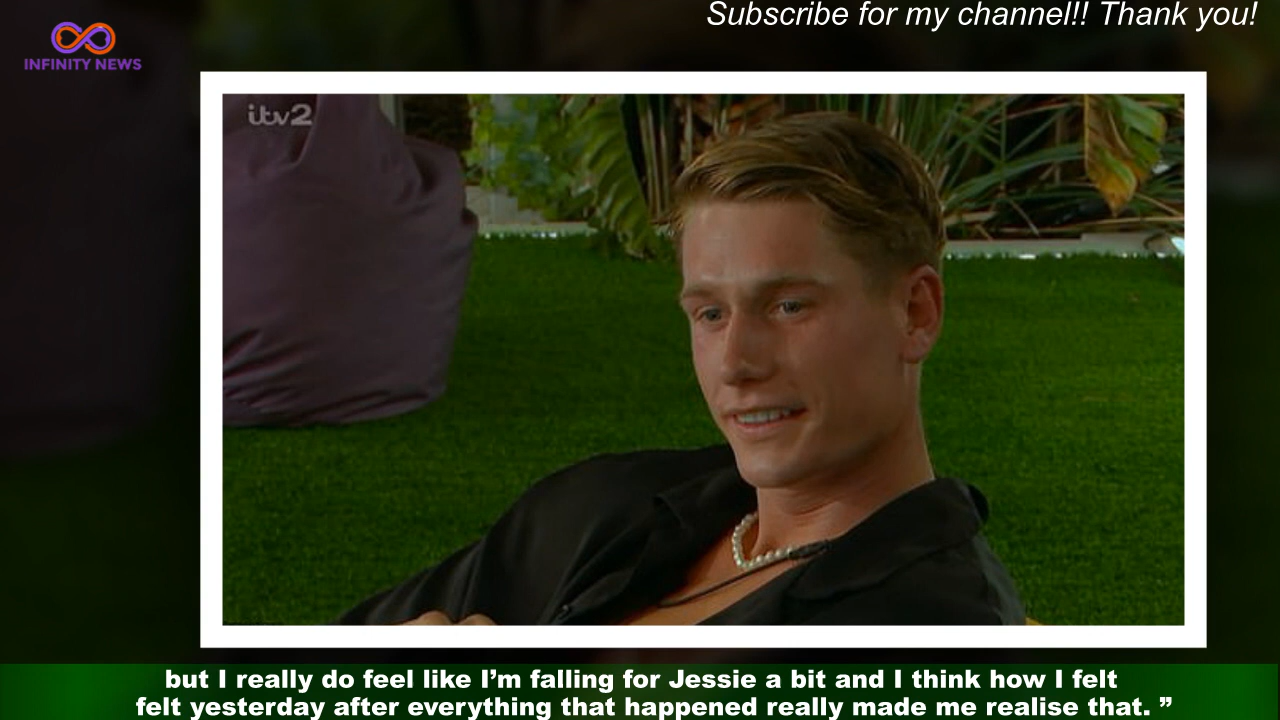 Subscribe for my channel!! Thank you!
INFINITY NEWS
itv2
but I really do feel like I’m falling for Jessie a bit and I think how I felt
felt yesterday after everything that happened really made me realise that. ”